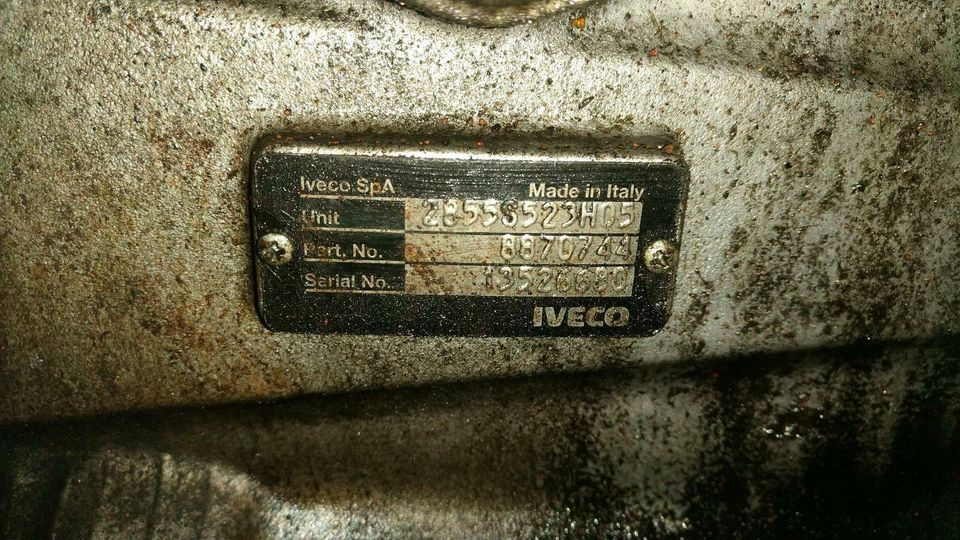 Iveco SpA Made in Italy
Unit 2855S523H05
Part. No. 8870744
Serial No. 13526680
IVECO